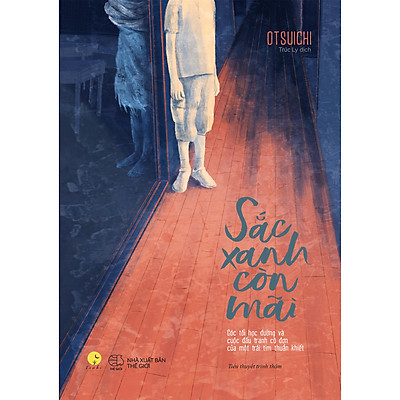 OTSUICHI
Trúc Ly dịch
Sắc
xanh
còn
mãi
Góc tối học đường và
cuộc đấu tranh cô đơn
của một trái tim thuần khiết
Tiểu thuyết trinh thám
NHÀ XUẤT BẢN
THẾ GIỚI